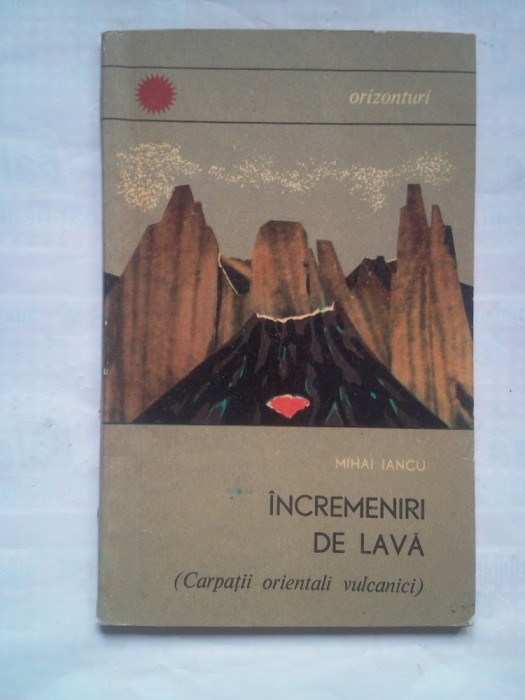 orizonturi
MIHAI IANCU
ÎNCREMENIRI
DE LAVĂ
(Carpații orientali vulcanici)